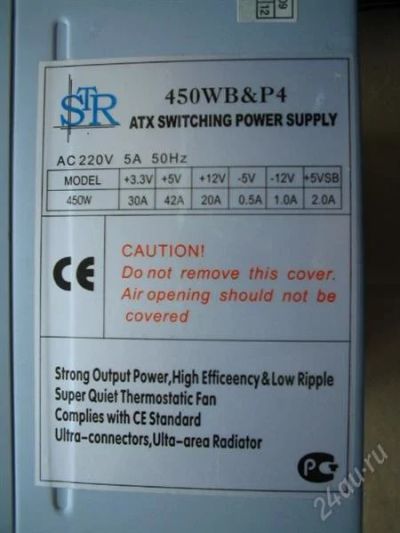 09
12
STR
450WB&P4
ATX SWITCHING POWER SUPPLY
AC 220V 5A 50Hz
MODEL +3.3V +5V +12V -5V -12V +5VSB
450W 30A 42A 20A 0.5A 1.0A 2.0A
CAUTION!
Do not remove this cover.
Air opening should not be
covered
CE
Strong Output Power,High Efficeency&Low Ripple
Super Quiet Thermostatic Fan
Complies with CE Standard
Ultra-connectors,Ulta-area Radiator
PG
24au.ru